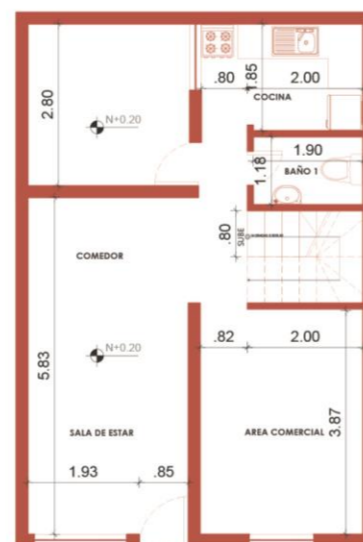 .80
1.85
2.00
COCINA
2.80
N+0.20
1.90
1.18
BAÑO 1
.80
SUBE
COMEDOR
N+0.20
5.83
.82
2.00
SALA DE ESTAR
AREA COMERCIAL
3.87
1.93
.85